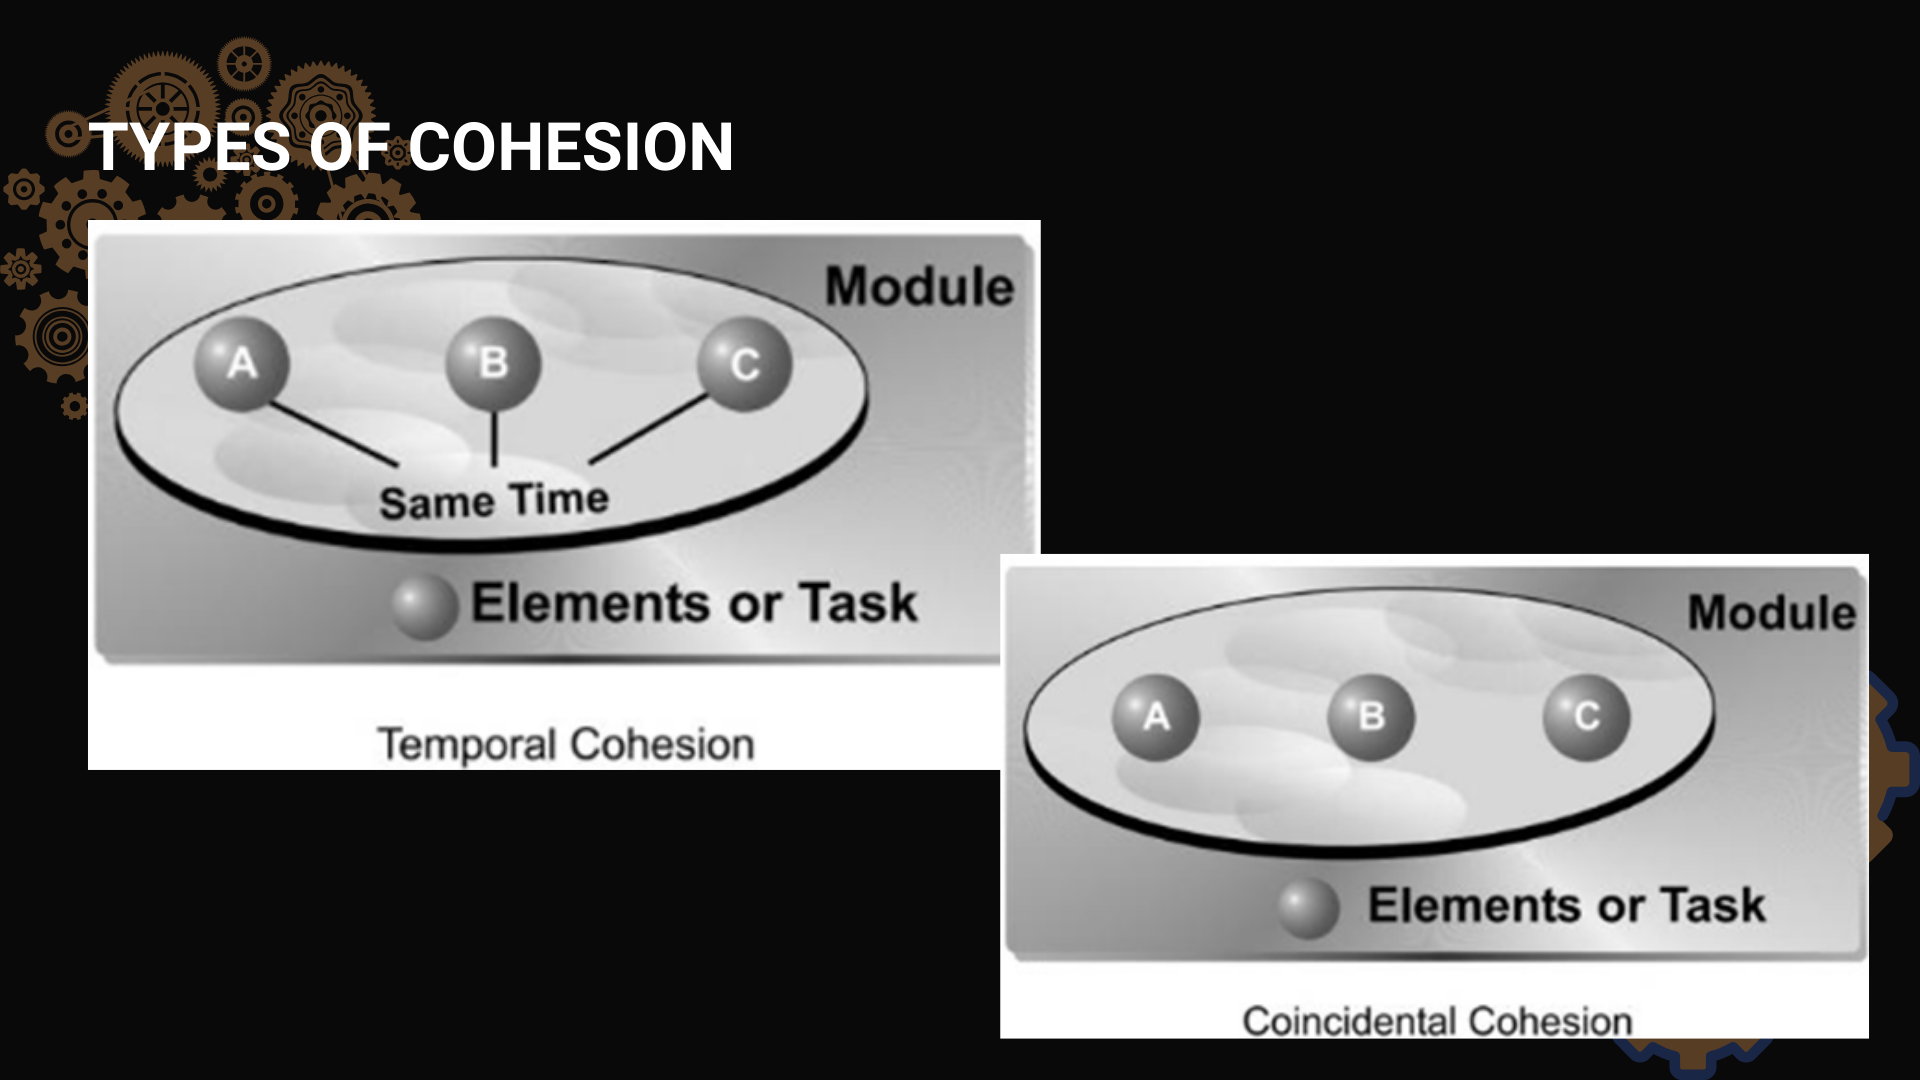 TYPES OF COHESION
Module
A B C
Same Time
Elements or Task
Temporal Cohesion
Module
A B C
Elements or Task
Coincidental Cohesion